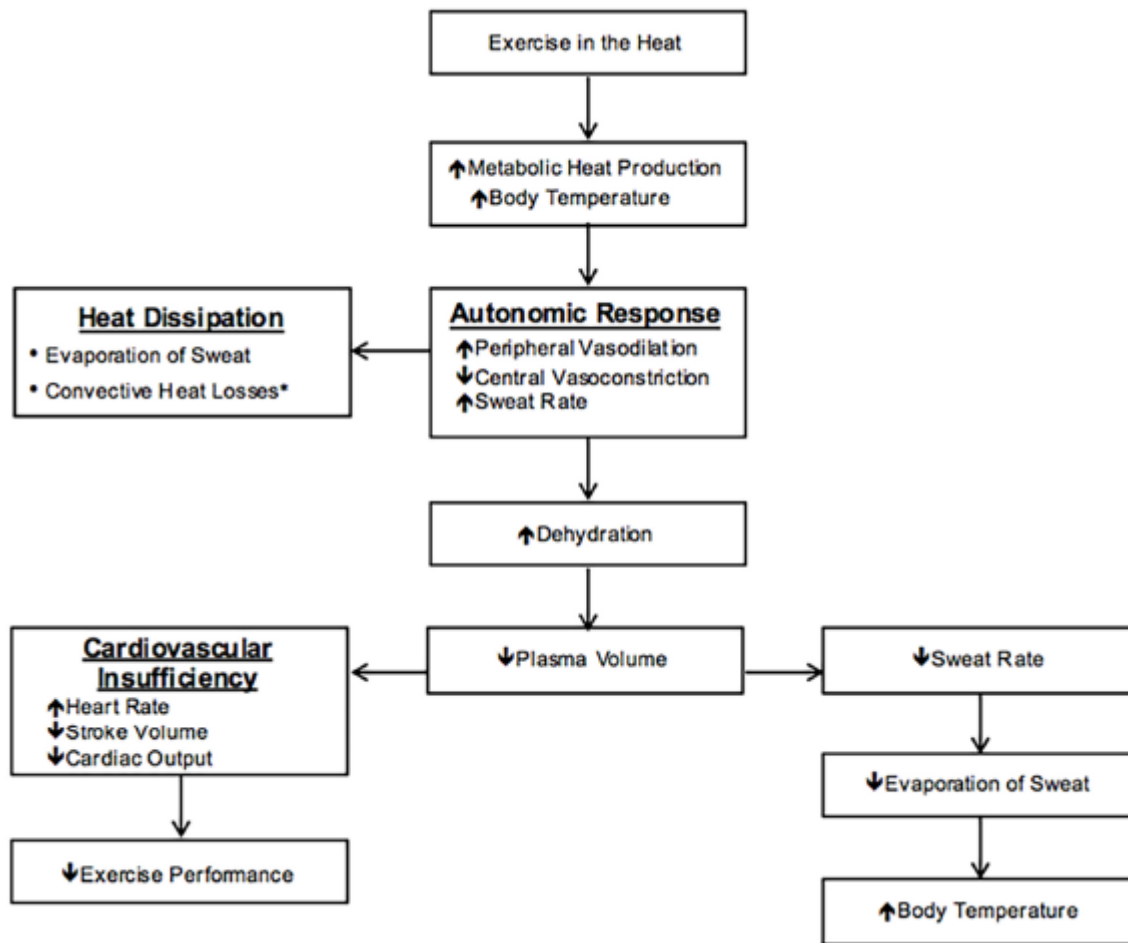 Exercise in the Heat
↑Metabolic Heat Production
↑Body Temperature
Heat Dissipation
• Evaporation of Sweat
• Convective Heat Losses*
Autonomic Response
↑Peripheral Vasodilation
↓Central Vasoconstriction
↑Sweat Rate
↑Dehydration
Cardiovascular
Insufficiency
↑Heart Rate
↓Stroke Volume
↓Cardiac Output
↓Plasma Volume
↓Sweat Rate
↓Evaporation of Sweat
↓Exercise Performance
↑Body Temperature